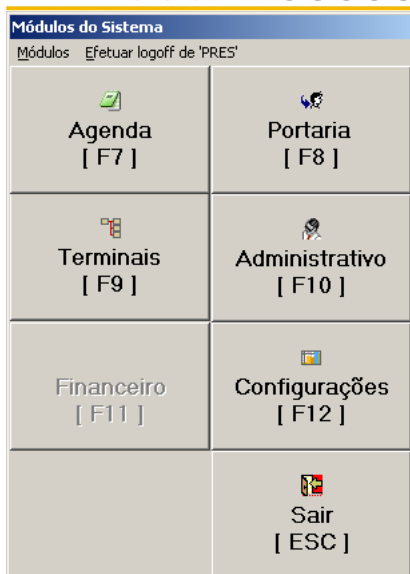 Módulos do Sistema
Módulos Efetuar logoff de 'PRES'
Agenda
[ F7 ]
Portaria
[ F8 ]
Terminais
[ F9 ]
Administrativo
[ F10 ]
Financeiro
[ F11 ]
Configurações
[ F12 ]
Sair
[ ESC ]